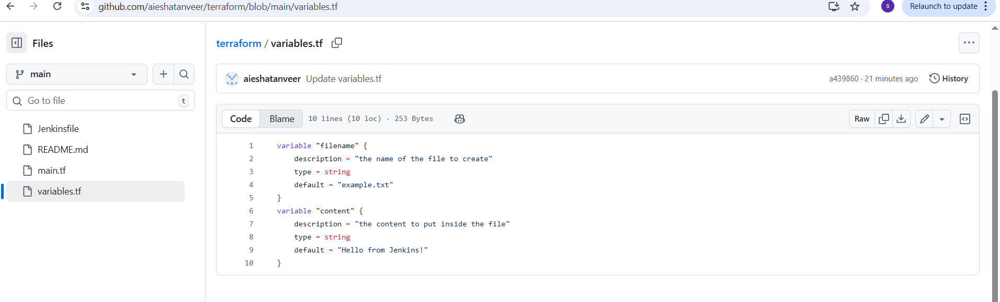 github.com/aieshatanveer/terraform/blob/main/variables.tf
S
Relaunch to update
Files
terraform / variables.tf
main
aieshatanveer Update variables.tf
a439860 · 21 minutes ago
History
Go to file
t
Code
Blame
10 lines (10 loc) · 253 Bytes
Raw
Jenkinsfile
README.md
main.tf
variables.tf
1 variable "filename" {
2 description = "the name of the file to create"
3 type = string
4 default = "example.txt"
5 }
6 variable "content" {
7 description = "the content to put inside the file"
8 type = string
9 default = "Hello from Jenkins!"
10 }